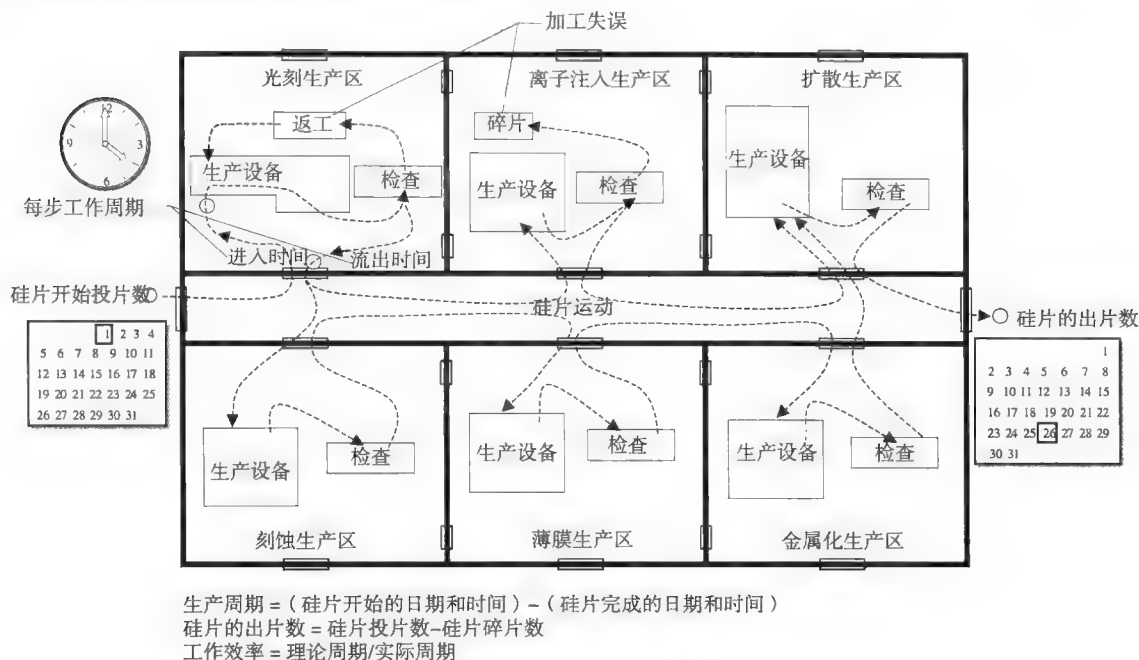 加工失误
光刻生产区
离子注入生产区
扩散生产区
12
9
3
6
返工
碎片
生产设备
检查
生产设备
检查
生产设备
检查
每步工作周期
进入时间
流出时间
硅片开始投片数
硅片运动
硅片的出片数
1 2 3 4
5 6 7 8 9 10 11
12 13 14 15 16 17 18
19 20 21 22 23 24 25
26 27 28 29 30 31
1
2 3 4 5 6 7 8
9 10 11 12 13 14 15
16 17 18 19 20 21 22
23 24 25 26 27 28 29
30 31
生产设备
检查
生产设备
检查
生产设备
检查
刻蚀生产区
薄膜生产区
金属化生产区
生产周期=(硅片开始的日期和时间)-(硅片完成的日期和时间)
硅片的出片数=硅片投片数-硅片碎片数
工作效率=理论周期/实际周期